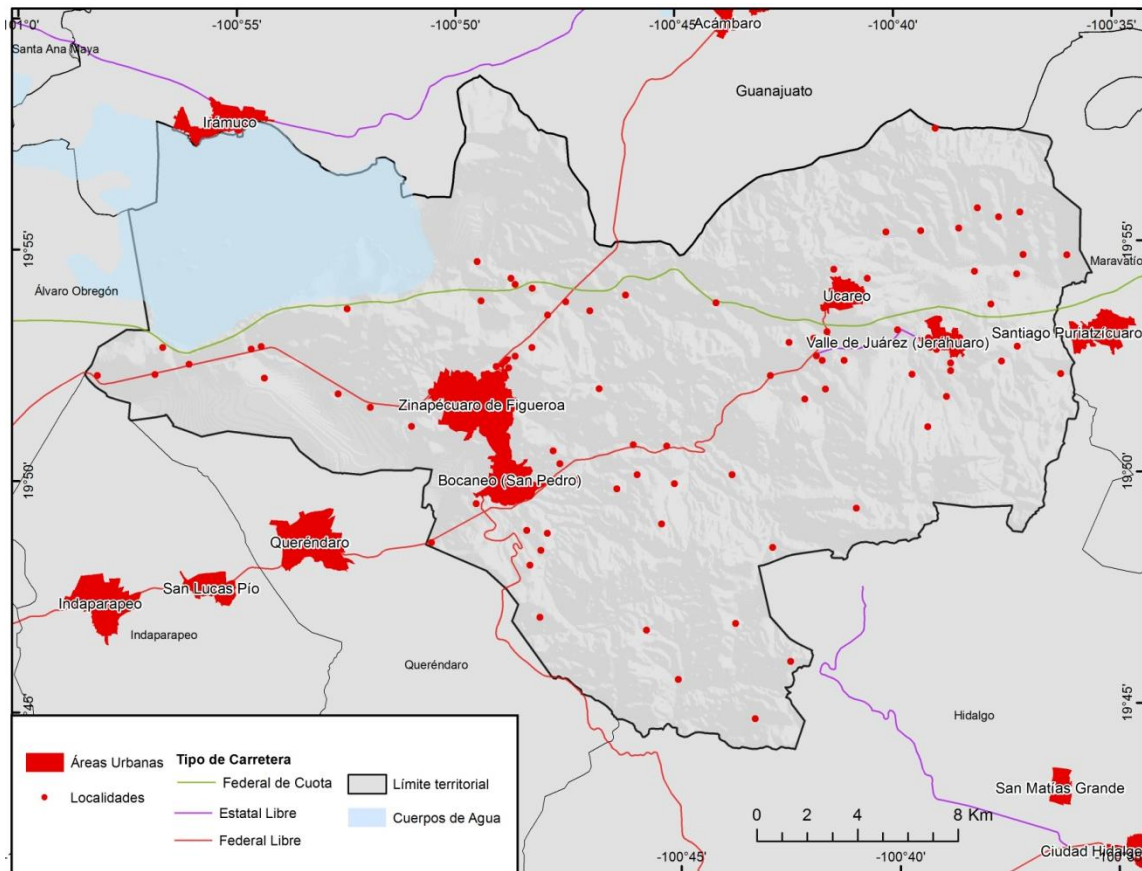 -101°0'
-100°55'
-100°50'
-100°45'
-100°40'
-100°35'
Acámbaro
Santa Ana Maya
Guanajuato
Irámuco
19°55'
19°55'
Maravatío
Álvaro Obregón
Ucareo
Santiago Puriatzícuaro
Valle de Juárez (Jeráhuaro)
Zinapécuaro de Figueroa
19°50'
19°50'
Bocaneo (San Pedro)
Queréndaro
San Lucas Pío
Indaparapeo
Indaparapeo
Queréndaro
19°45'
Hidalgo
Áreas Urbanas
Localidades
Tipo de Carretera
Federal de Cuota
Estatal Libre
Federal Libre
Límite territorial
Cuerpos de Agua
San Matías Grande
0 2 4 8 Km
Ciudad Hidalgo
-100°45'
-100°40'
-100°35'